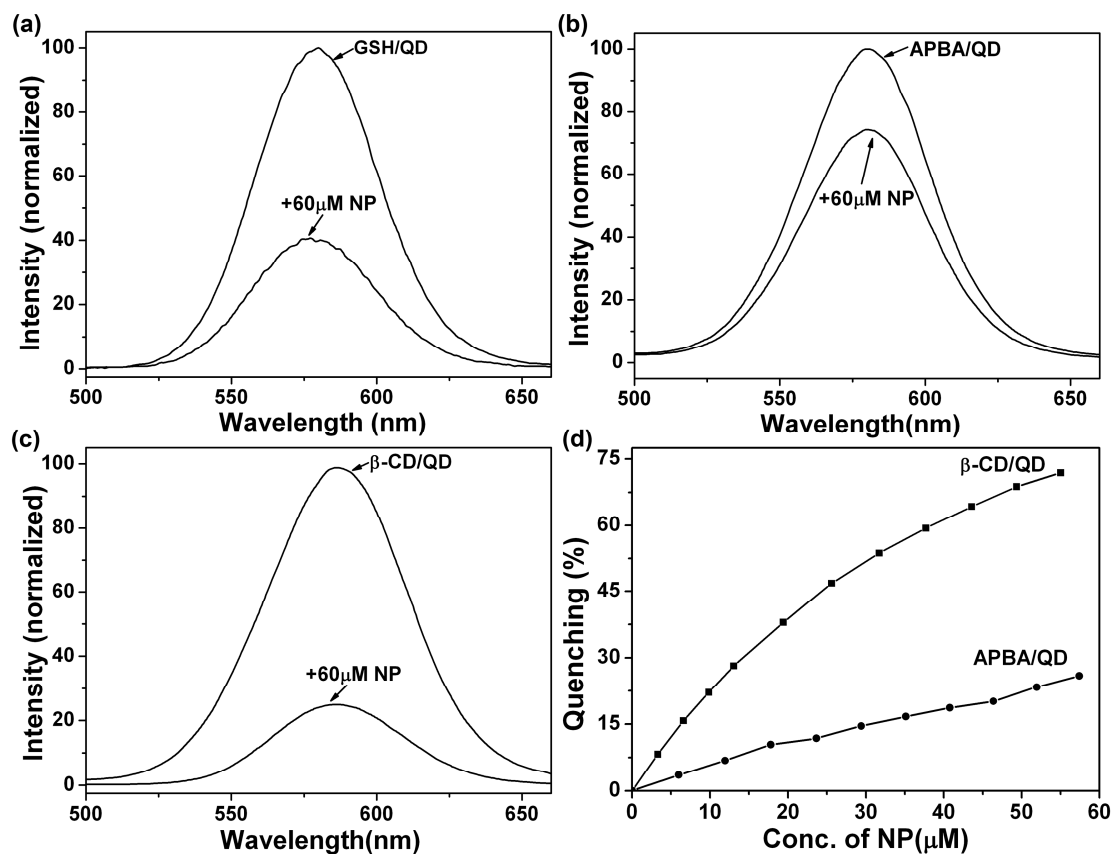 (a)
GSH/QD
+60μM NP
Intensity (normalized)
100
80
60
40
20
0
500
550
600
650
Wavelength (nm)
(b)
APBA/QD
+60μM NP
Intensity (normalized)
100
80
60
40
20
0
500
550
600
650
Wavelength(nm)
(c)
β-CD/QD
+60μM NP
Intensity (normalized)
100
80
60
40
20
0
500
550
600
650
Wavelength(nm)
(d)
β-CD/QD
APBA/QD
Quenching (%)
75
60
45
30
15
0
0
10
20
30
40
50
60
Conc. of NP(μM)